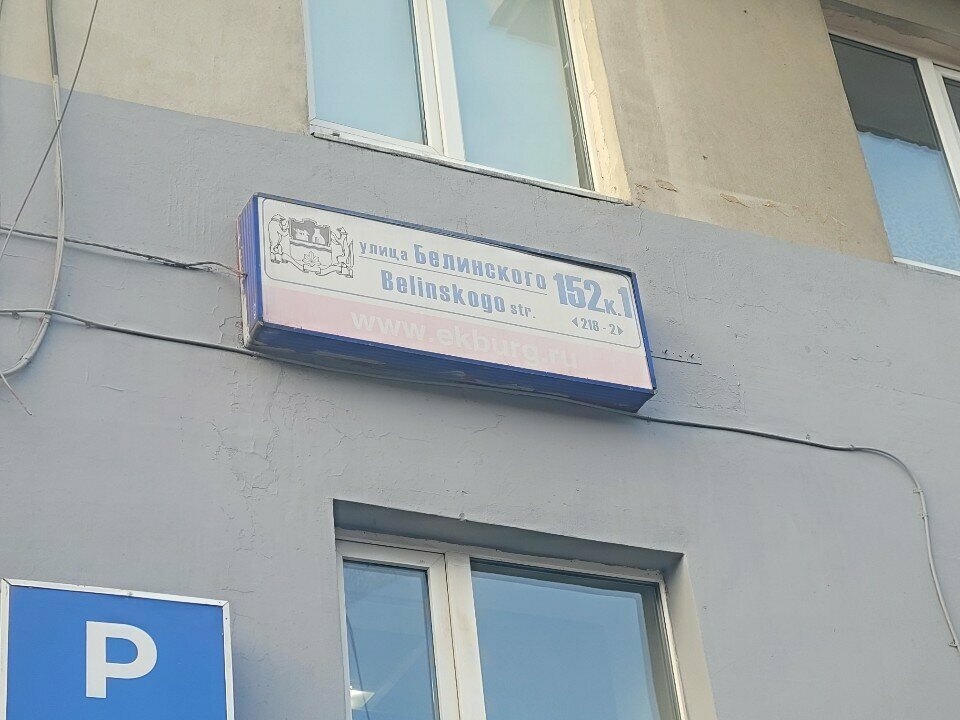 улица Белинского 152к.1
Belinskogo str. ◂218 - 2▸
www.ekburg.ru
P